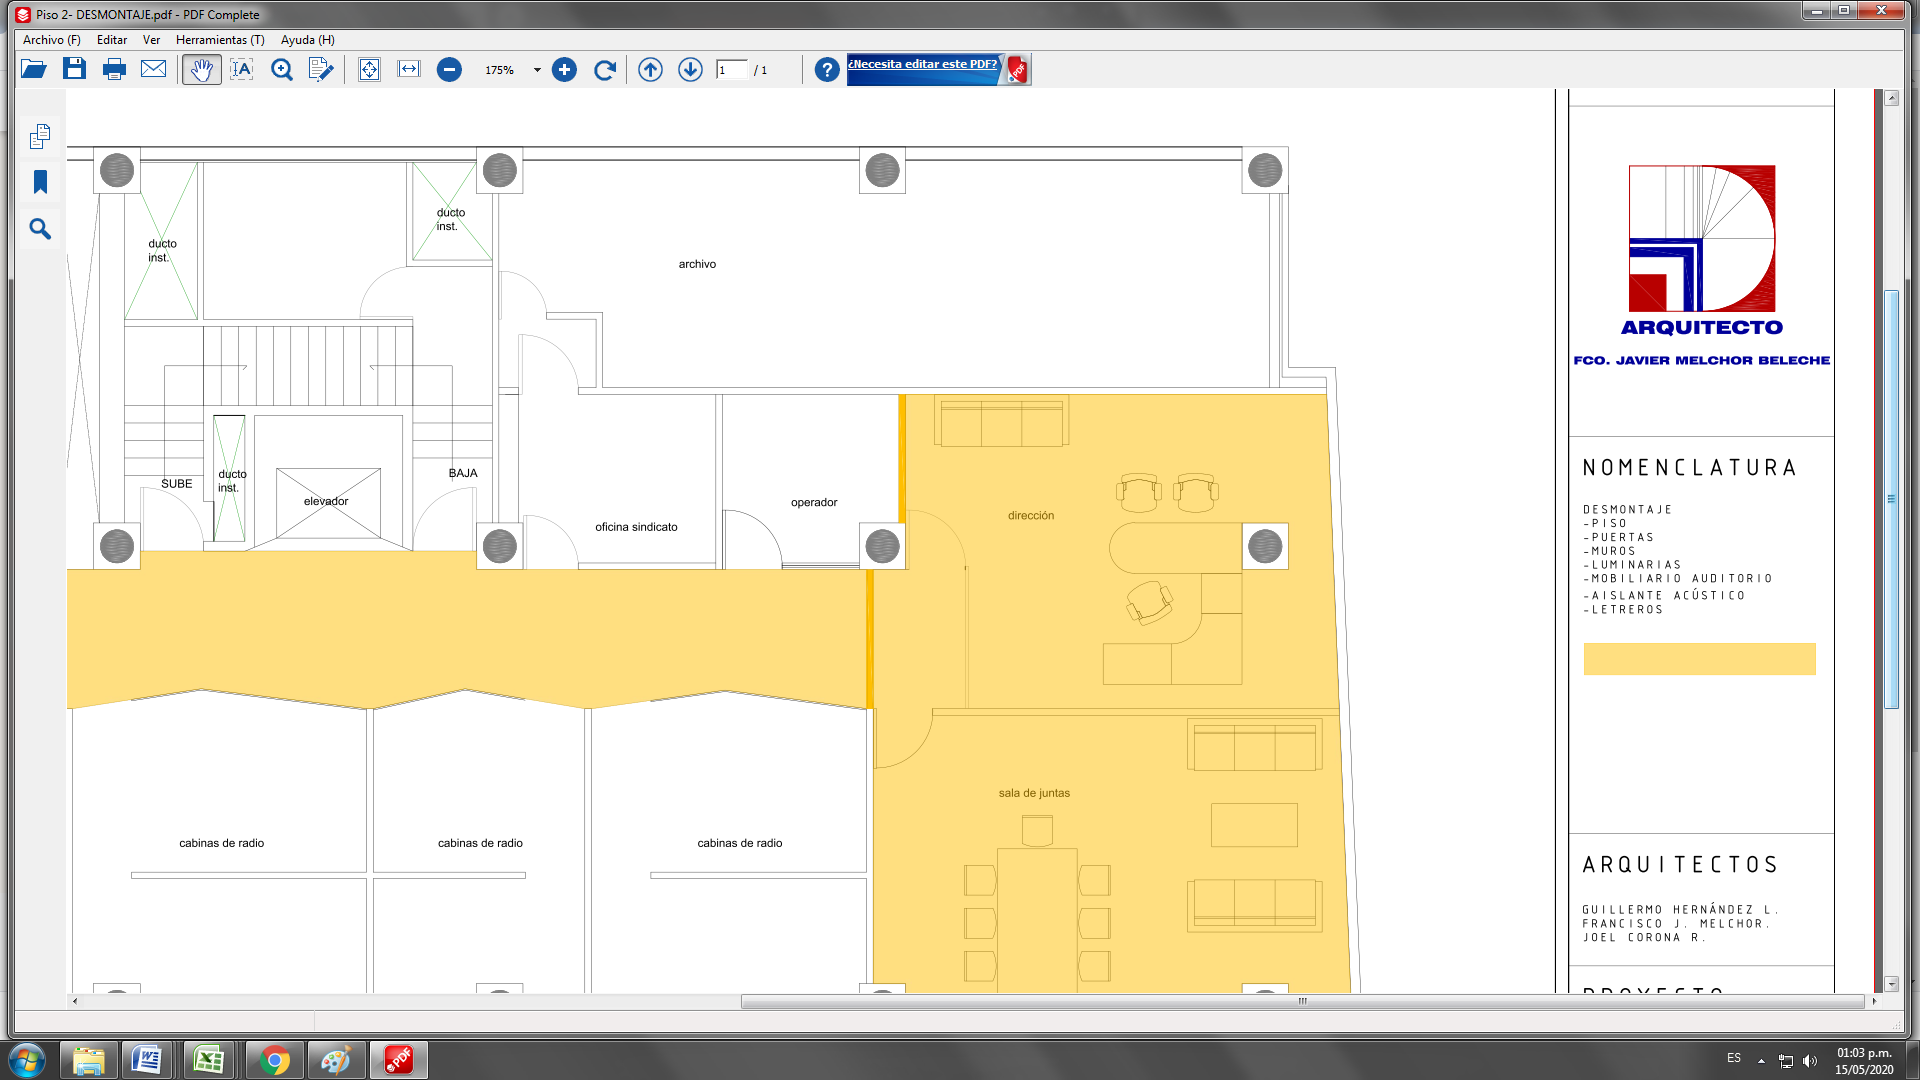 Piso 2- DESMONTAJE.pdf - PDF Complete
Archivo (F) Editar Ver Herramientas (T) Ayuda (H)
175% 1 / 1 ¿Necesita editar este PDF?
ducto
inst.
ducto
inst.
archivo
SUBE
ducto
inst.
elevador
BAJA
oficina sindicato
operador
dirección
sala de juntas
cabinas de radio
cabinas de radio
cabinas de radio
ARQUITECTO
FCO. JAVIER MELCHOR BELECHE
NOMENCLATURA
DESMONTAJE
-PISO
-PUERTAS
-MUROS
-LUMINARIAS
-MOBILIARIO AUDITORIO
-AISLANTE ACÚSTICO
-LETREROS
ARQUITECTOS
GUILLERMO HERNÁNDEZ L.
FRANCISCO J. MELCHOR.
JOEL CORONA R.
PROYECTO
ES
01:03 p.m.
15/05/2020